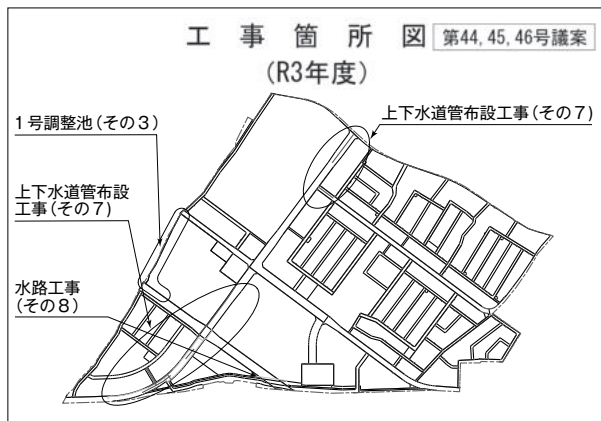 工事箇所図 第44,45,46号議案
(R3年度)
上下水道管布設工事(その7)
1号調整池(その3)
上下水道管布設
工事(その7)
水路工事
(その8)